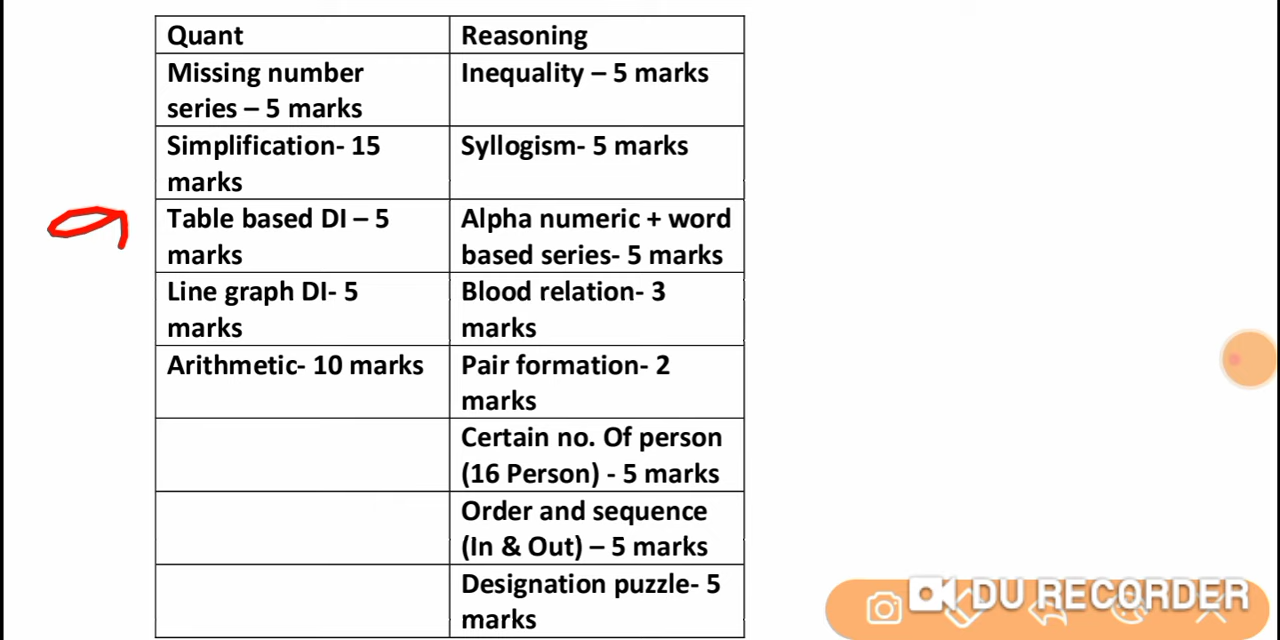 Quant Reasoning
Missing number Inequality – 5 marks
series – 5 marks
Simplification- 15 Syllogism- 5 marks
marks
Table based DI – 5 Alpha numeric + word
marks based series- 5 marks
Line graph DI- 5 Blood relation- 3
marks marks
Arithmetic- 10 marks Pair formation- 2
marks
Certain no. Of person
(16 Person) - 5 marks
Order and sequence
(In & Out) – 5 marks
Designation puzzle- 5
marks
DU RECORDER